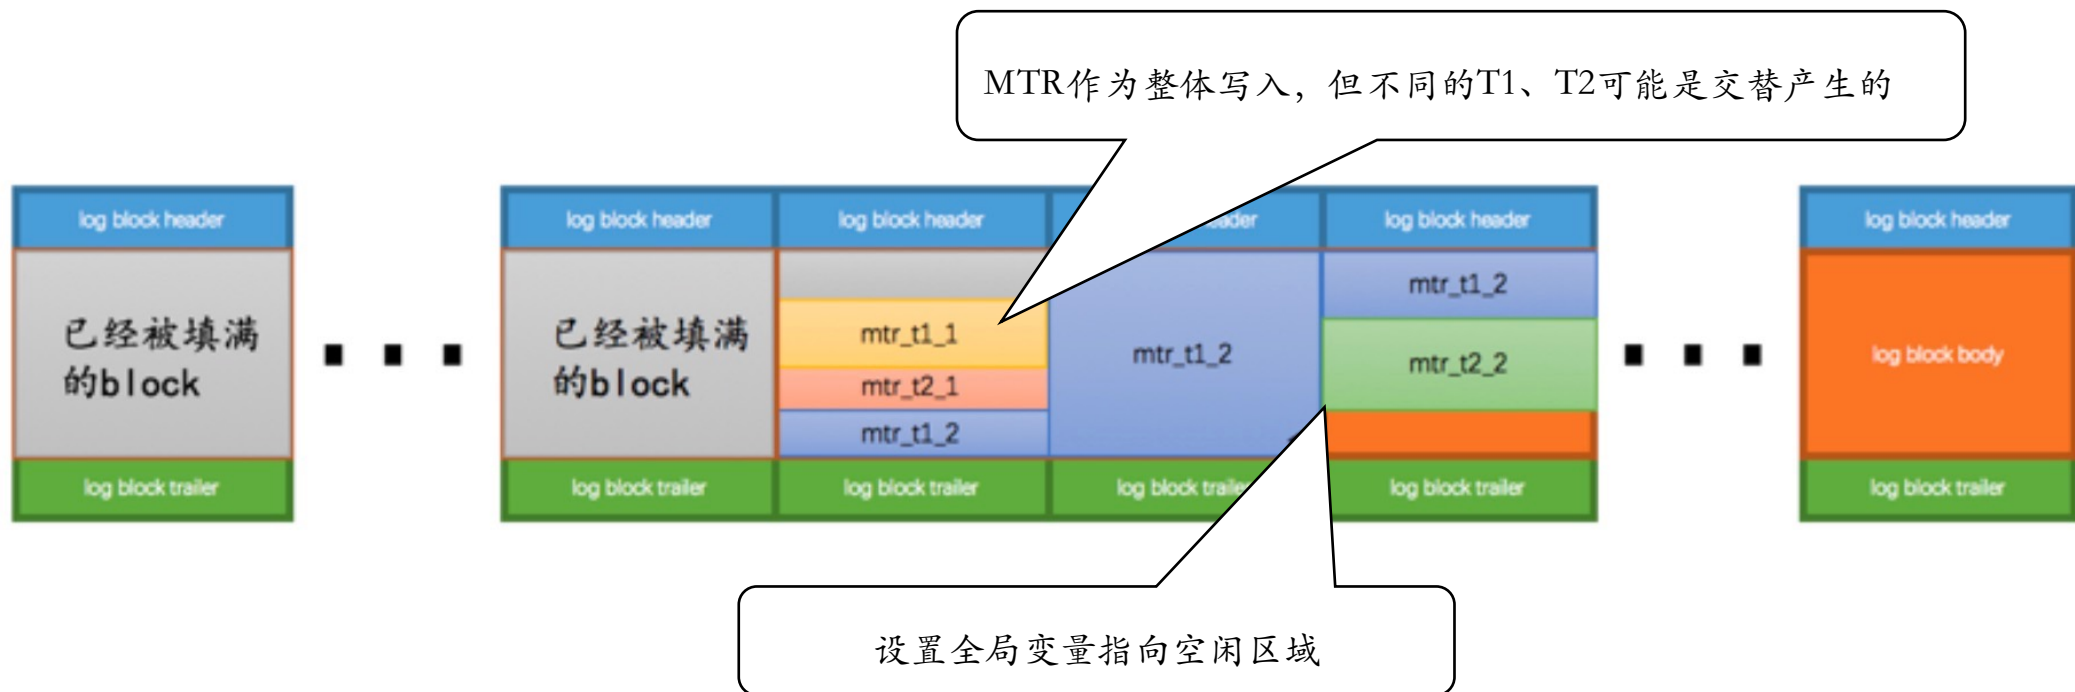 MTR作为整体写入，但不同的T1、T2可能是交替产生的
log block header
log block header
log block header
header
log block header
log block header
已经被填满
的block
已经被填满
的block
mtr_t1_1
mtr_t2_1
mtr_t1_2
mtr_t1_2
mtr_t1_2
mtr_t2_2
log block body
log block trailer
log block trailer
log block trailer
log block trailer
log block trailer
log block trailer
设置全局变量指向空闲区域